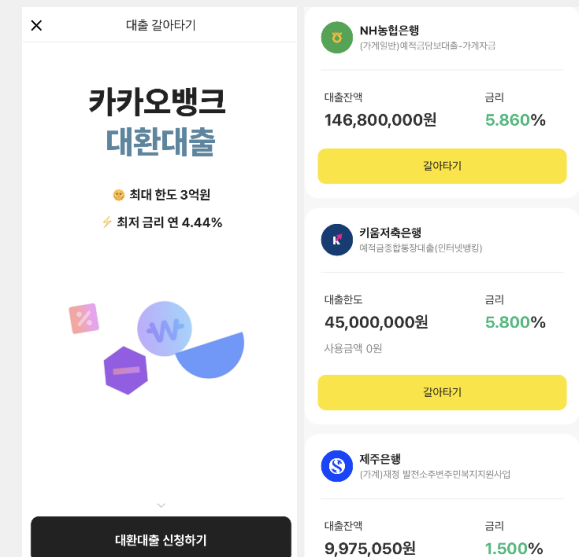 대출 갈아타기
카카오뱅크
대환대출
최대 한도 3억원
최저 금리 연 4.44%
대환대출 신청하기
NH농협은행
(가계일반)예적금담보대출-가계자금
대출잔액
금리
146,800,000원
5.860%
갈아타기
키움저축은행
예적금종합통장대출(인터넷뱅킹)
대출한도
금리
45,000,000원
5.800%
사용금액 0원
갈아타기
제주은행
(가계)재정 발전소주변주민복지지원사업
대출잔액
금리
9,975,050원
1.500%